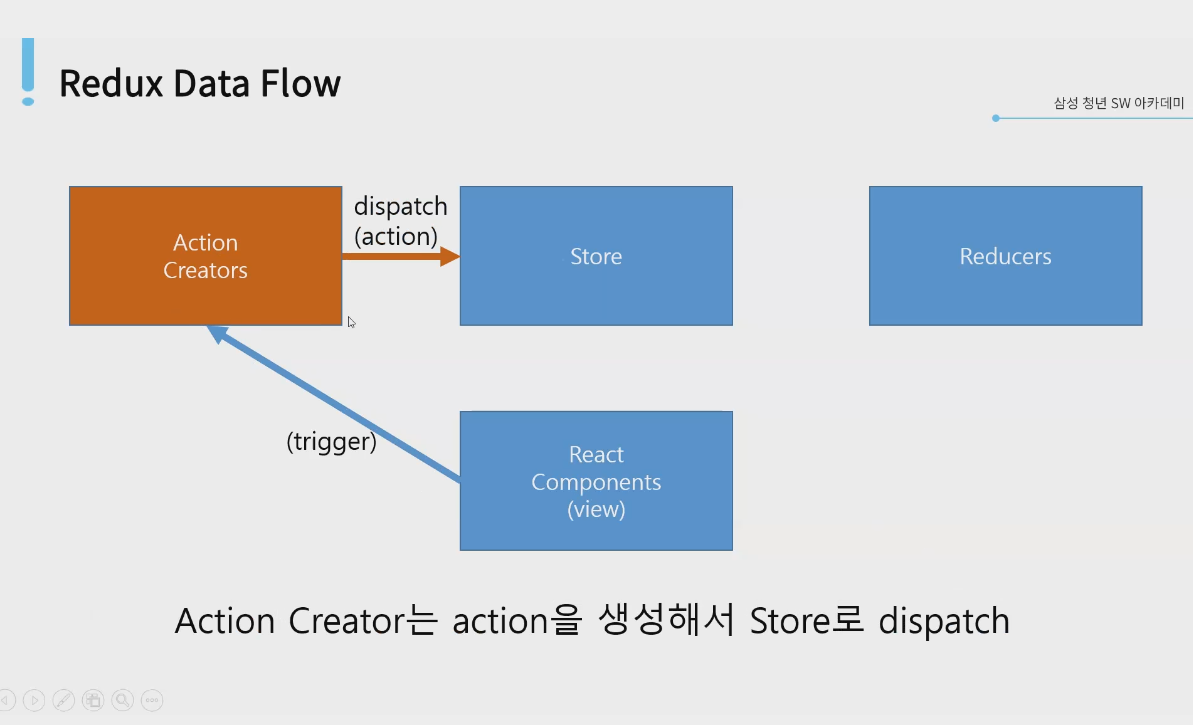 Redux Data Flow
삼성 청년 SW 아카데미
Action
Creators
dispatch
(action)
Store
Reducers
(trigger)
React
Components
(view)
Action Creator는 action을 생성해서 Store로 dispatch